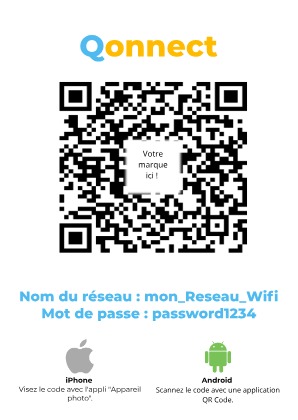 Qonnect
Votre
marque
ici !
Nom du réseau : mon_Reseau_Wifi
Mot de passe : password1234
iPhone
Visez le code avec l'appli "Appareil
photo".
Android
Scannez le code avec une application
QR Code.